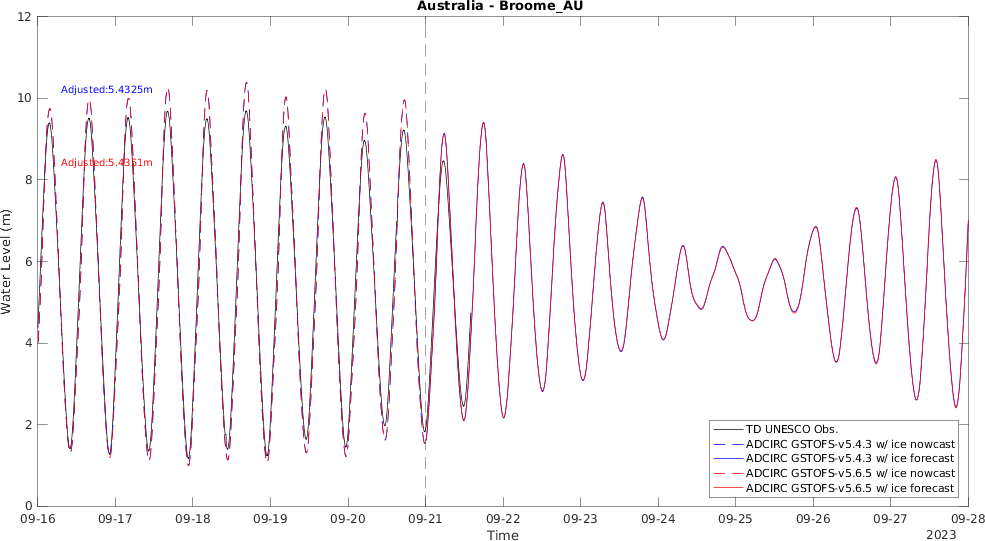 Australia - Broome_AU
12
10
8
6
4
2
0
Water Level (m)
Adjusted:5.4325m
Adjusted:5.4351m
TD UNESCO Obs.
ADCIRC GSTOFS-v5.4.3 w/ ice nowcast
ADCIRC GSTOFS-v5.4.3 w/ ice forecast
ADCIRC GSTOFS-v5.6.5 w/ ice nowcast
ADCIRC GSTOFS-v5.6.5 w/ ice forecast
09-16 09-17 09-18 09-19 09-20 09-21 09-22 09-23 09-24 09-25 09-26 09-27 09-28
Time
2023